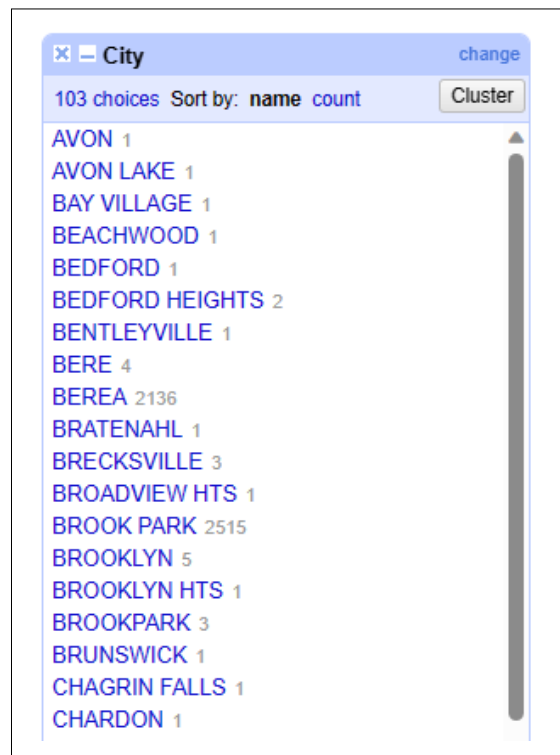 City change
103 choices Sort by: name count Cluster
AVON 1
AVON LAKE 1
BAY VILLAGE 1
BEACHWOOD 1
BEDFORD 1
BEDFORD HEIGHTS 2
BENTLEYVILLE 1
BERE 4
BEREA 2136
BRATENAHL 1
BRECKSVILLE 3
BROADVIEW HTS 1
BROOK PARK 2515
BROOKLYN 5
BROOKLYN HTS 1
BROOKPARK 3
BRUNSWICK 1
CHAGRIN FALLS 1
CHARDON 1